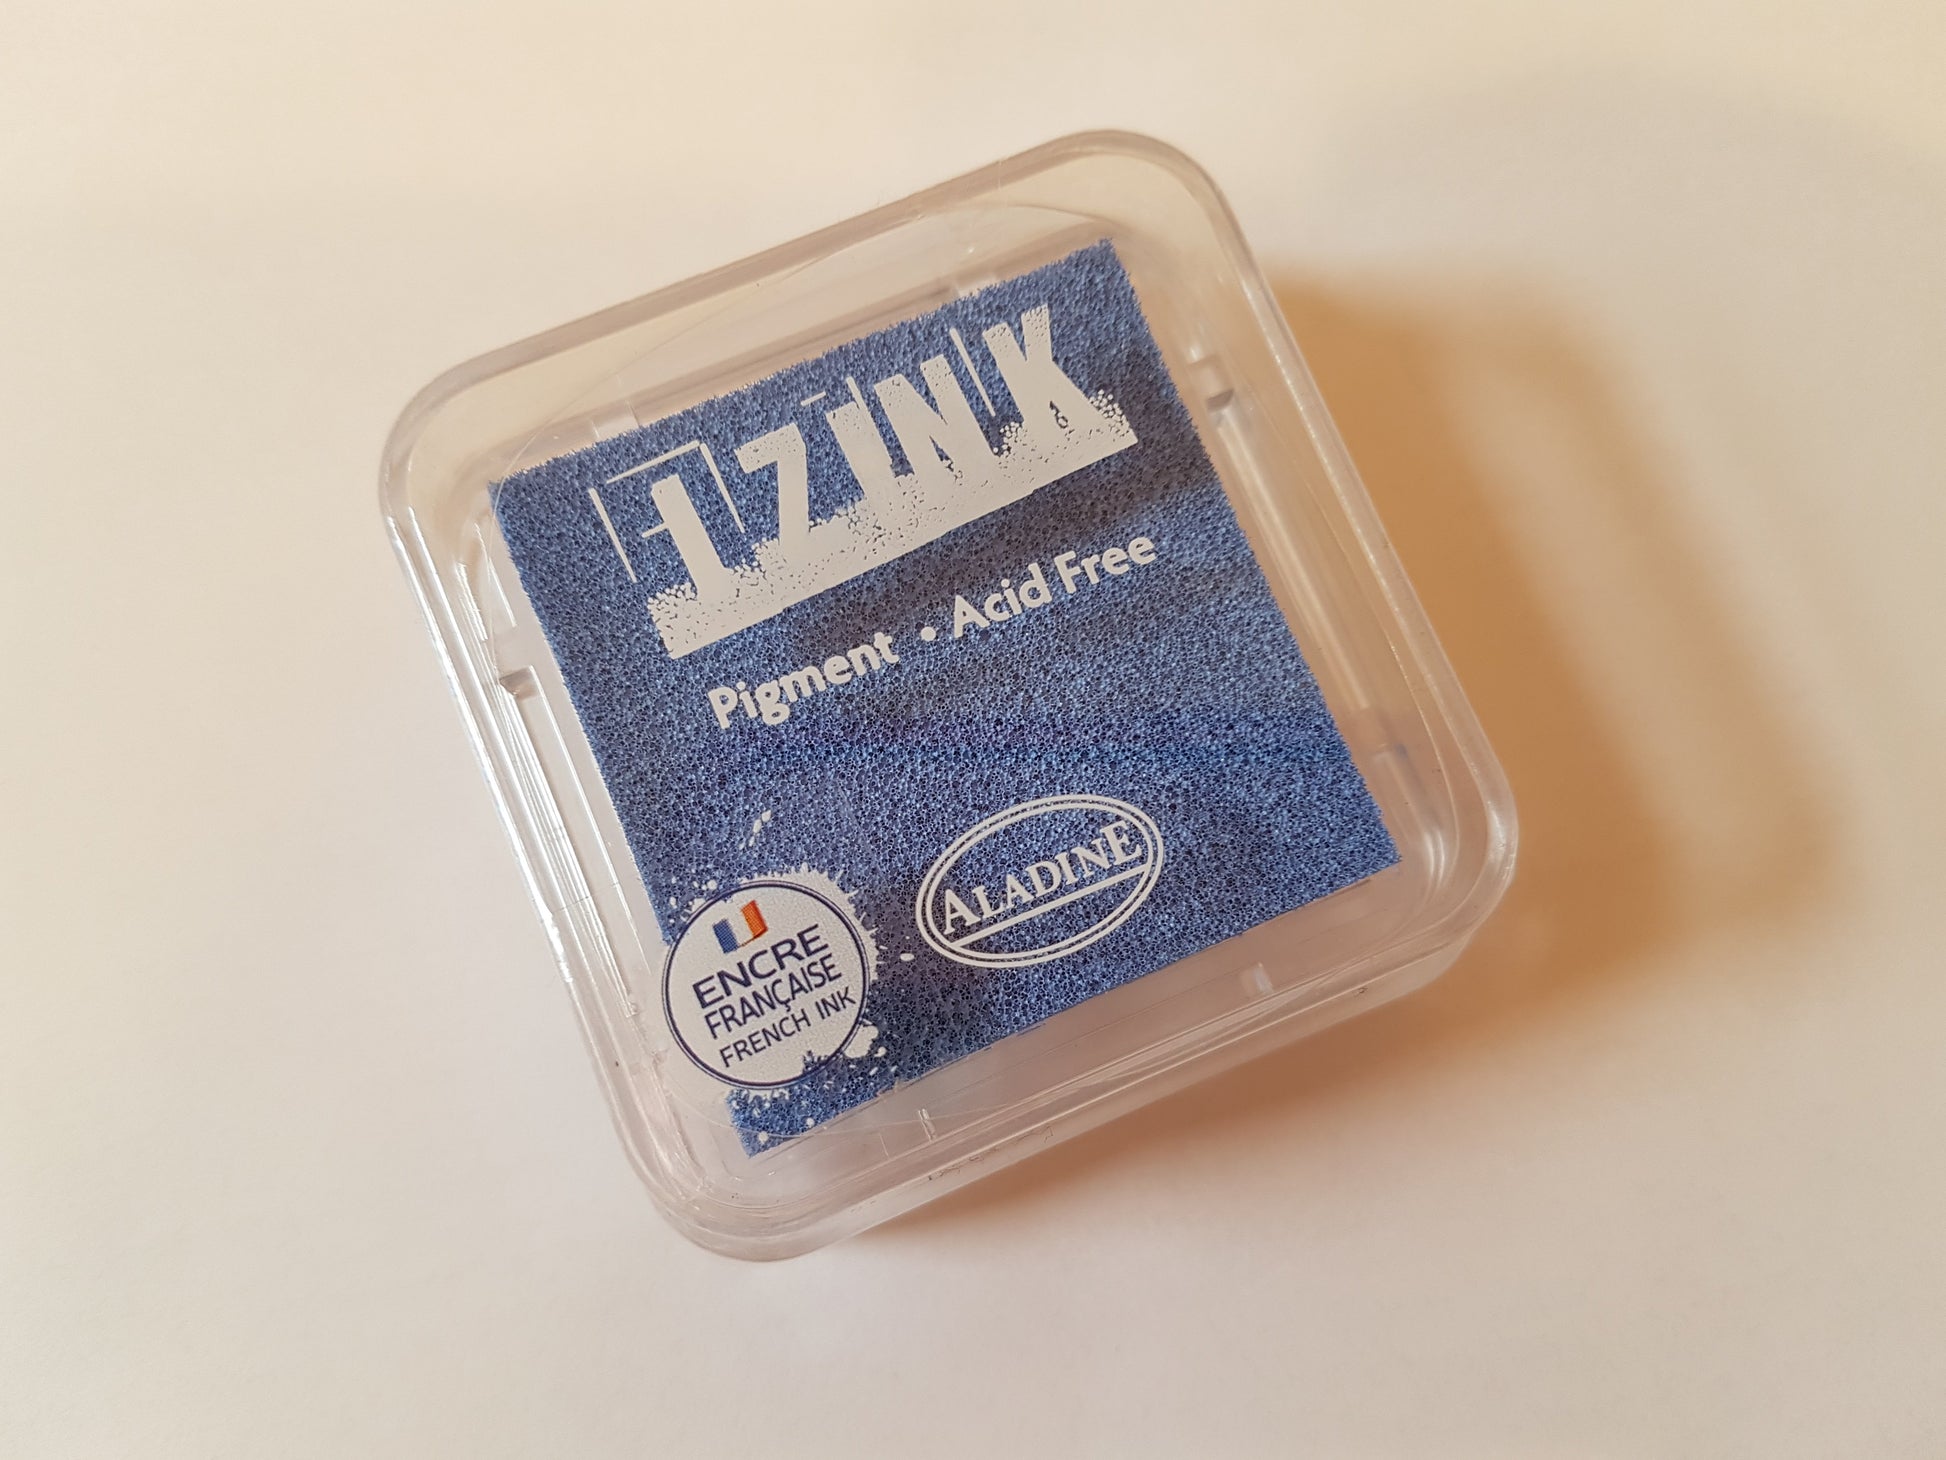 IZINK
Pigment • Acid Free
ALADINE
ENCRE
FRANÇAISE
FRENCH INK